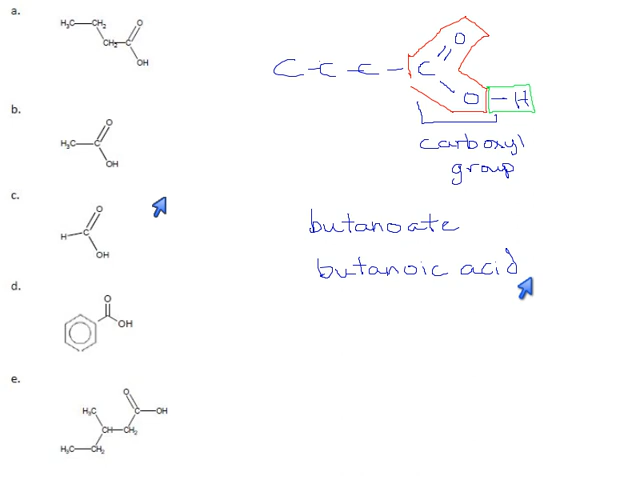 a.
H₃C—CH₂
O
CH₂—C
OH
C-C-C-C
O
O-H
carboxyl
group
b.
O
H₃C—C
OH
c.
O
H—C
OH
butanoate
butanoic acid
d.
O
OH
e.
O
H₃C
C—OH
CH—CH₂
H₃C—CH₂